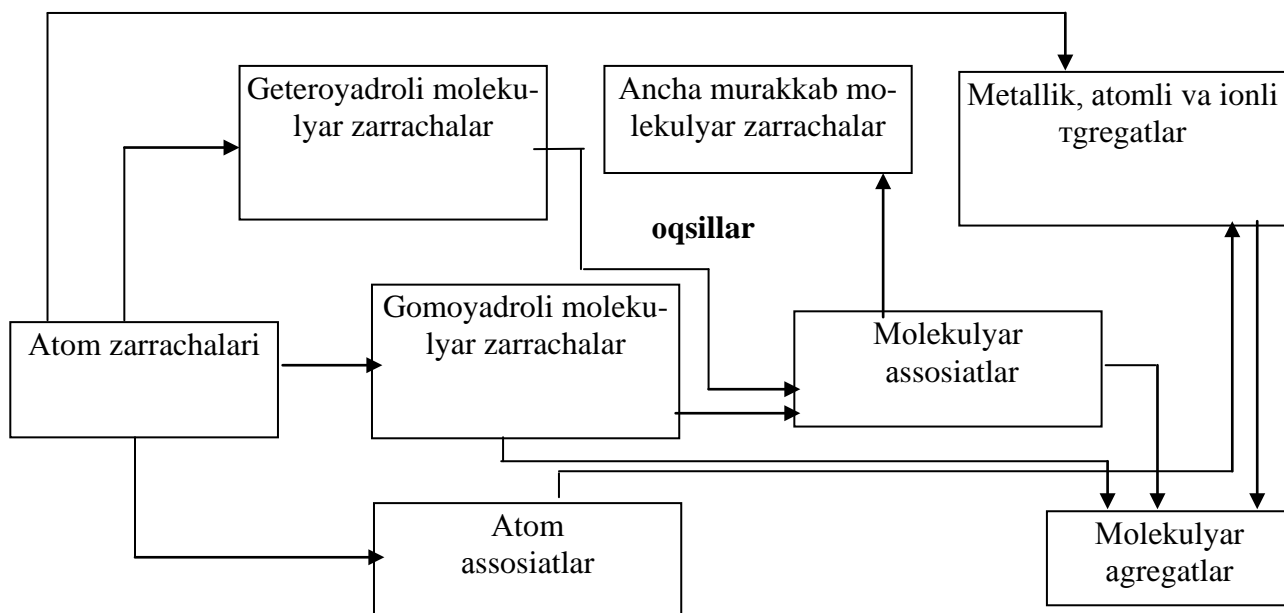 Geteroyadroli moleku-
lyar zarrachalar
Ancha murakkab mo-
lekulyar zarrachalar
Metallik, atomli va ionli
тgregatlar
oqsillar
Atom zarrachalari
Gomoyadroli moleku-
lyar zarrachalar
Molekulyar
assosiatlar
Atom
assosiatlar
Molekulyar
agregatlar